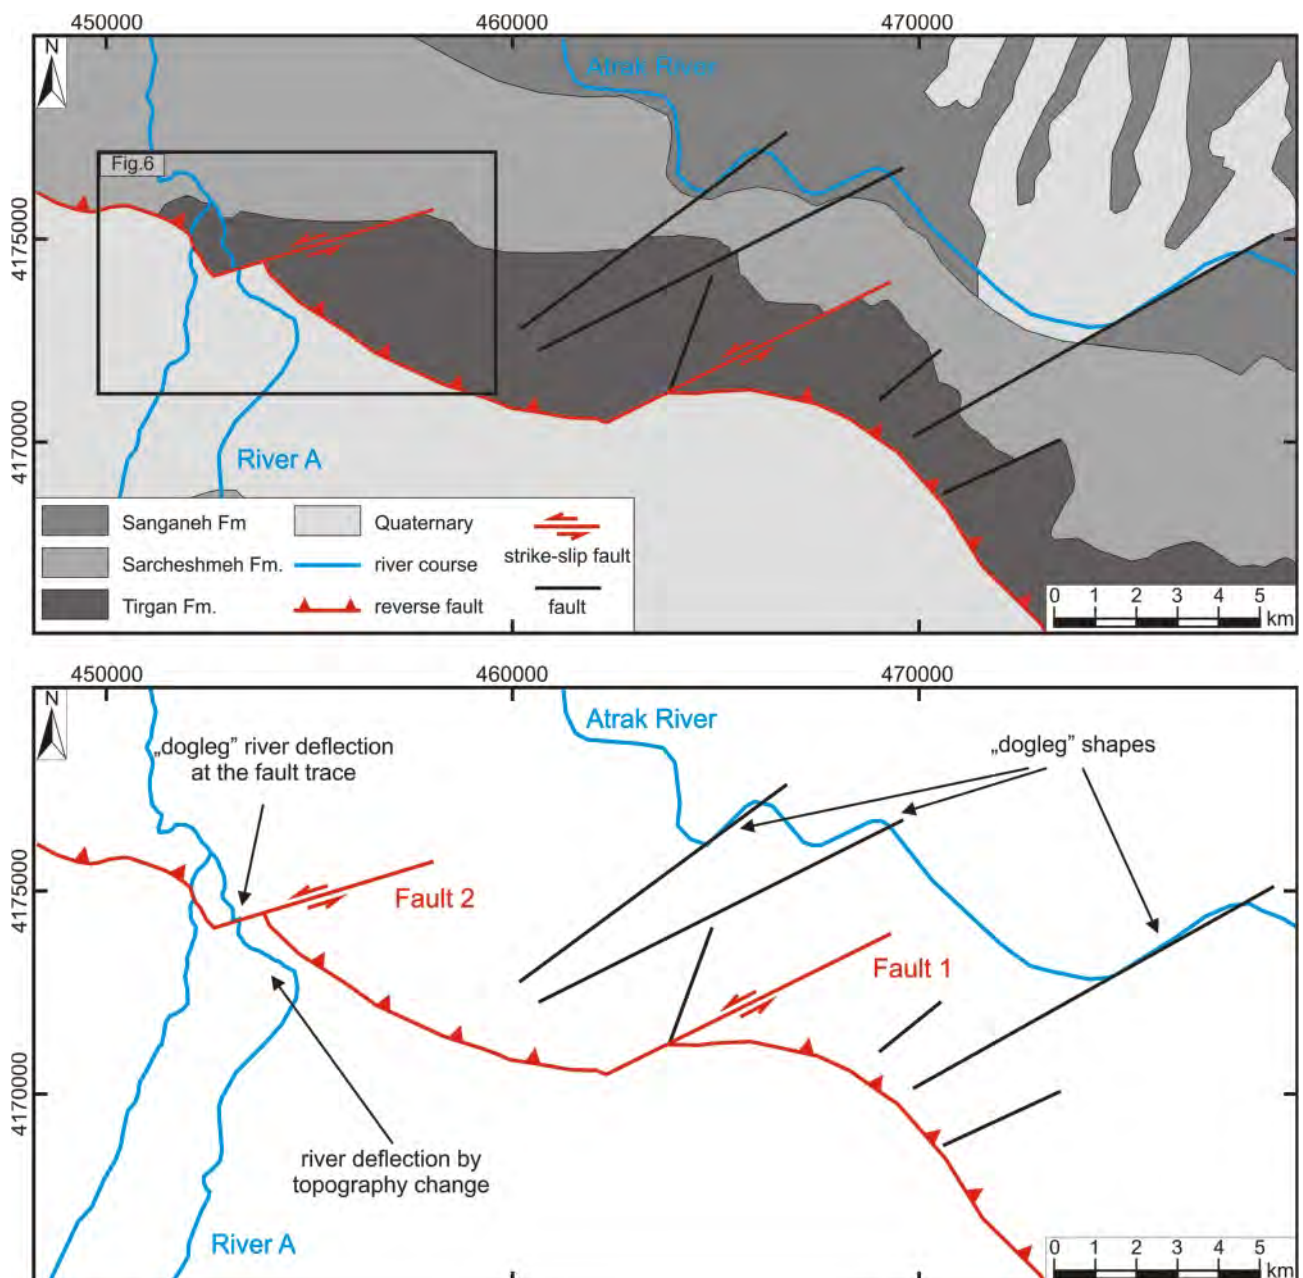 450000 460000 470000
N
Atrak River
Fig.6
4175000
4170000
River A
Sanganeh Fm
Quaternary
Sarcheshmeh Fm.
river course
strike-slip fault
Tirgan Fm.
reverse fault
fault
0 1 2 3 4 5
km
450000 460000 470000
N
Atrak River
„dogleg” river deflection
at the fault trace
„dogleg” shapes
4175000
Fault 2
Fault 1
4170000
river deflection by
topography change
River A
0 1 2 3 4 5
km